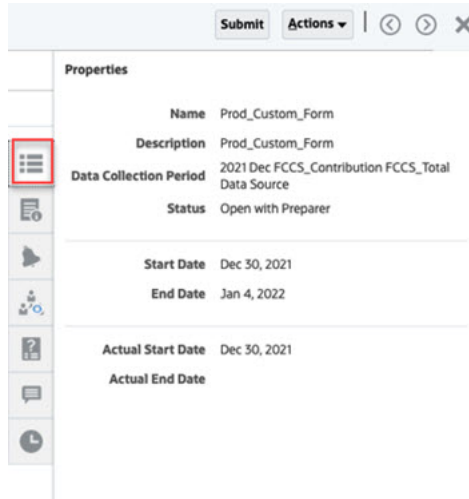 Submit Actions
Properties
Name Prod_Custom_Form
Description Prod_Custom_Form
Data Collection Period 2021 Dec FCCS_Contribution FCCS_Total
Data Source
Status Open with Preparer
Start Date Dec 30, 2021
End Date Jan 4, 2022
Actual Start Date Dec 30, 2021
Actual End Date